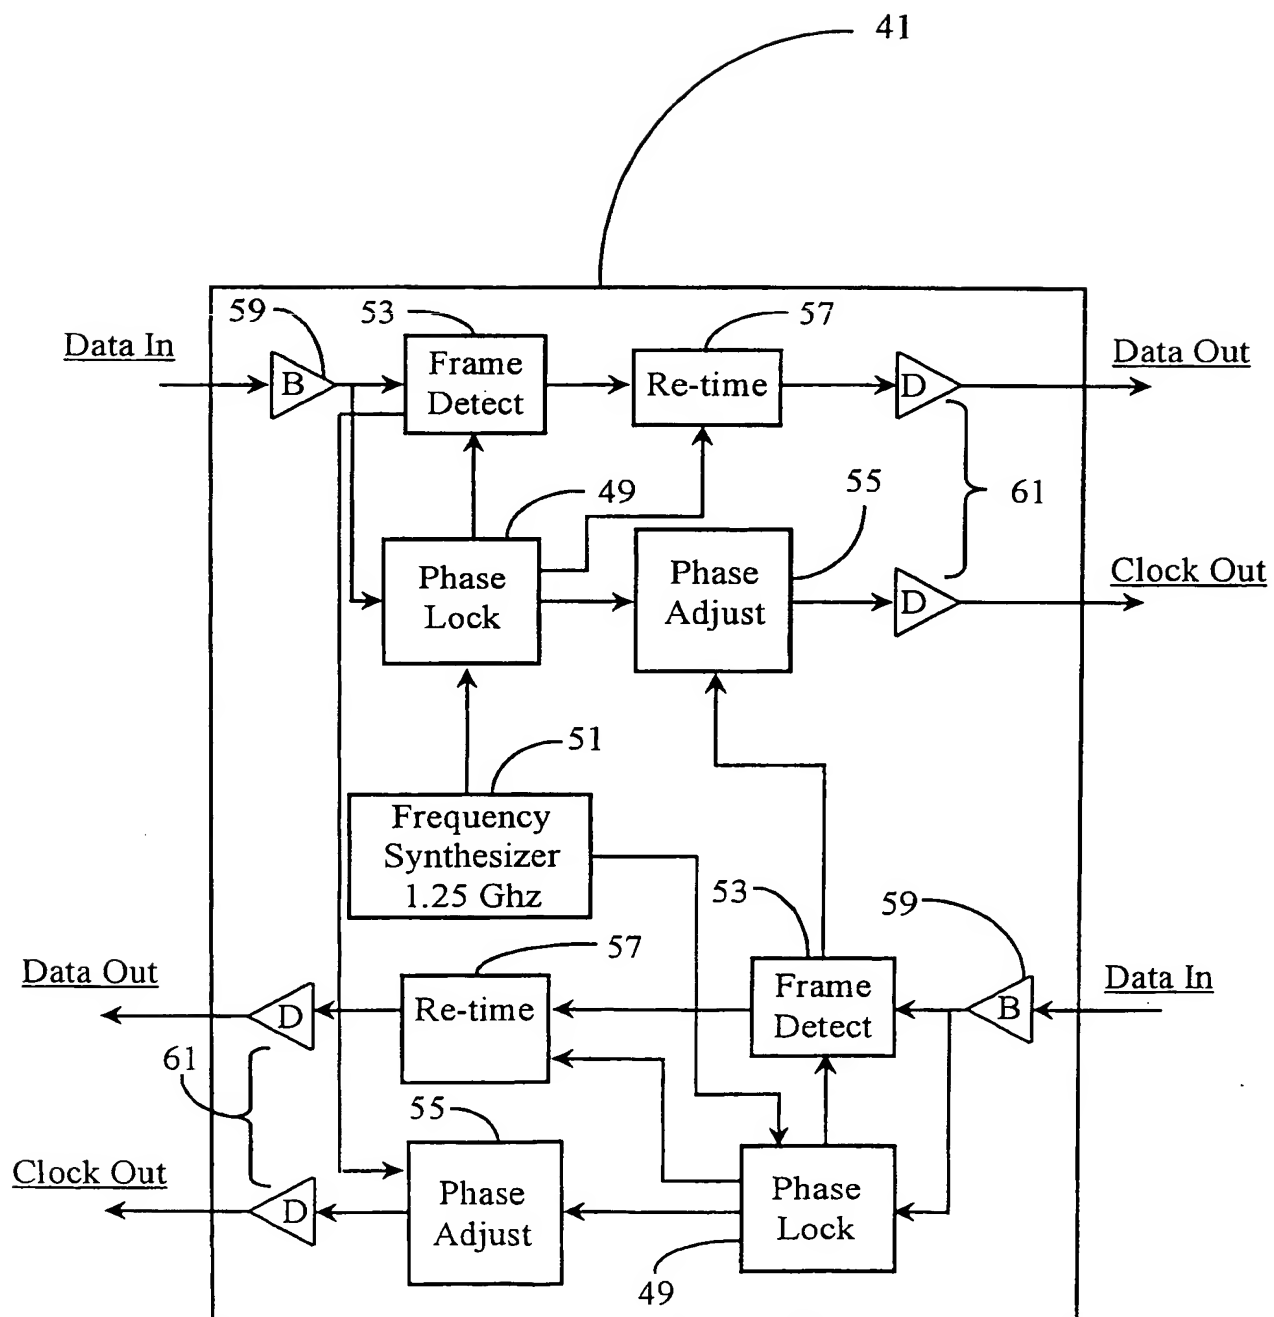 41
59
53
57
Data In
B
Frame
Detect
Re-time
D
Data Out
49
55
61
Phase
Lock
Phase
Adjust
D
Clock Out
51
Frequency
Synthesizer
1.25 Ghz
53
59
57
Data Out
D
Re-time
Frame
Detect
B
Data In
61
55
Clock Out
D
Phase
Adjust
Phase
Lock
49